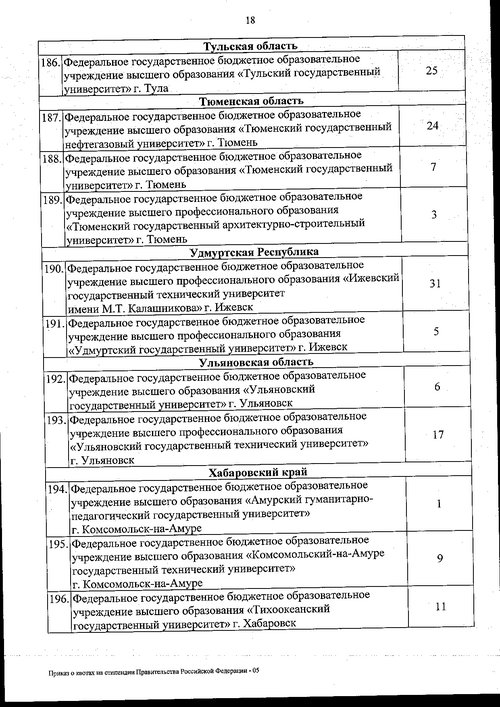 18
Тульская область
186. Федеральное государственное бюджетное образовательное
учреждение высшего образования «Тульский государственный
университет» г. Тула
25
Тюменская область
187. Федеральное государственное бюджетное образовательное
учреждение высшего образования «Тюменский государственный
нефтегазовый университет» г. Тюмень
24
188. Федеральное государственное бюджетное образовательное
учреждение высшего образования «Тюменский государственный
университет» г. Тюмень
7
189. Федеральное государственное бюджетное образовательное
учреждение высшего профессионального образования
«Тюменский государственный архитектурно-строительный
университет» г. Тюмень
3
Удмуртская Республика
190. Федеральное государственное бюджетное образовательное
учреждение высшего профессионального образования «Ижевский
государственный технический университет
имени М.Т. Калашникова» г. Ижевск
31
191. Федеральное государственное бюджетное образовательное
учреждение высшего профессионального образования
«Удмуртский государственный университет» г. Ижевск
5
Ульяновская область
192. Федеральное государственное бюджетное образовательное
учреждение высшего образования «Ульяновский
государственный университет» г. Ульяновск
6
193. Федеральное государственное бюджетное образовательное
учреждение высшего профессионального образования
«Ульяновский государственный технический университет»
г. Ульяновск
17
Хабаровский край
194. Федеральное государственное бюджетное образовательное
учреждение высшего образования «Амурский гуманитарно-
педагогический государственный университет»
г. Комсомольск-на-Амуре
1
195. Федеральное государственное бюджетное образовательное
учреждение высшего образования «Комсомольский-на-Амуре
государственный технический университет»
г. Комсомольск-на-Амуре
9
196. Федеральное государственное бюджетное образовательное
учреждение высшего образования «Тихоокеанский
государственный университет» г. Хабаровск
11
Приказ о квотах на стипендии Правительства Российской Федерации - 05